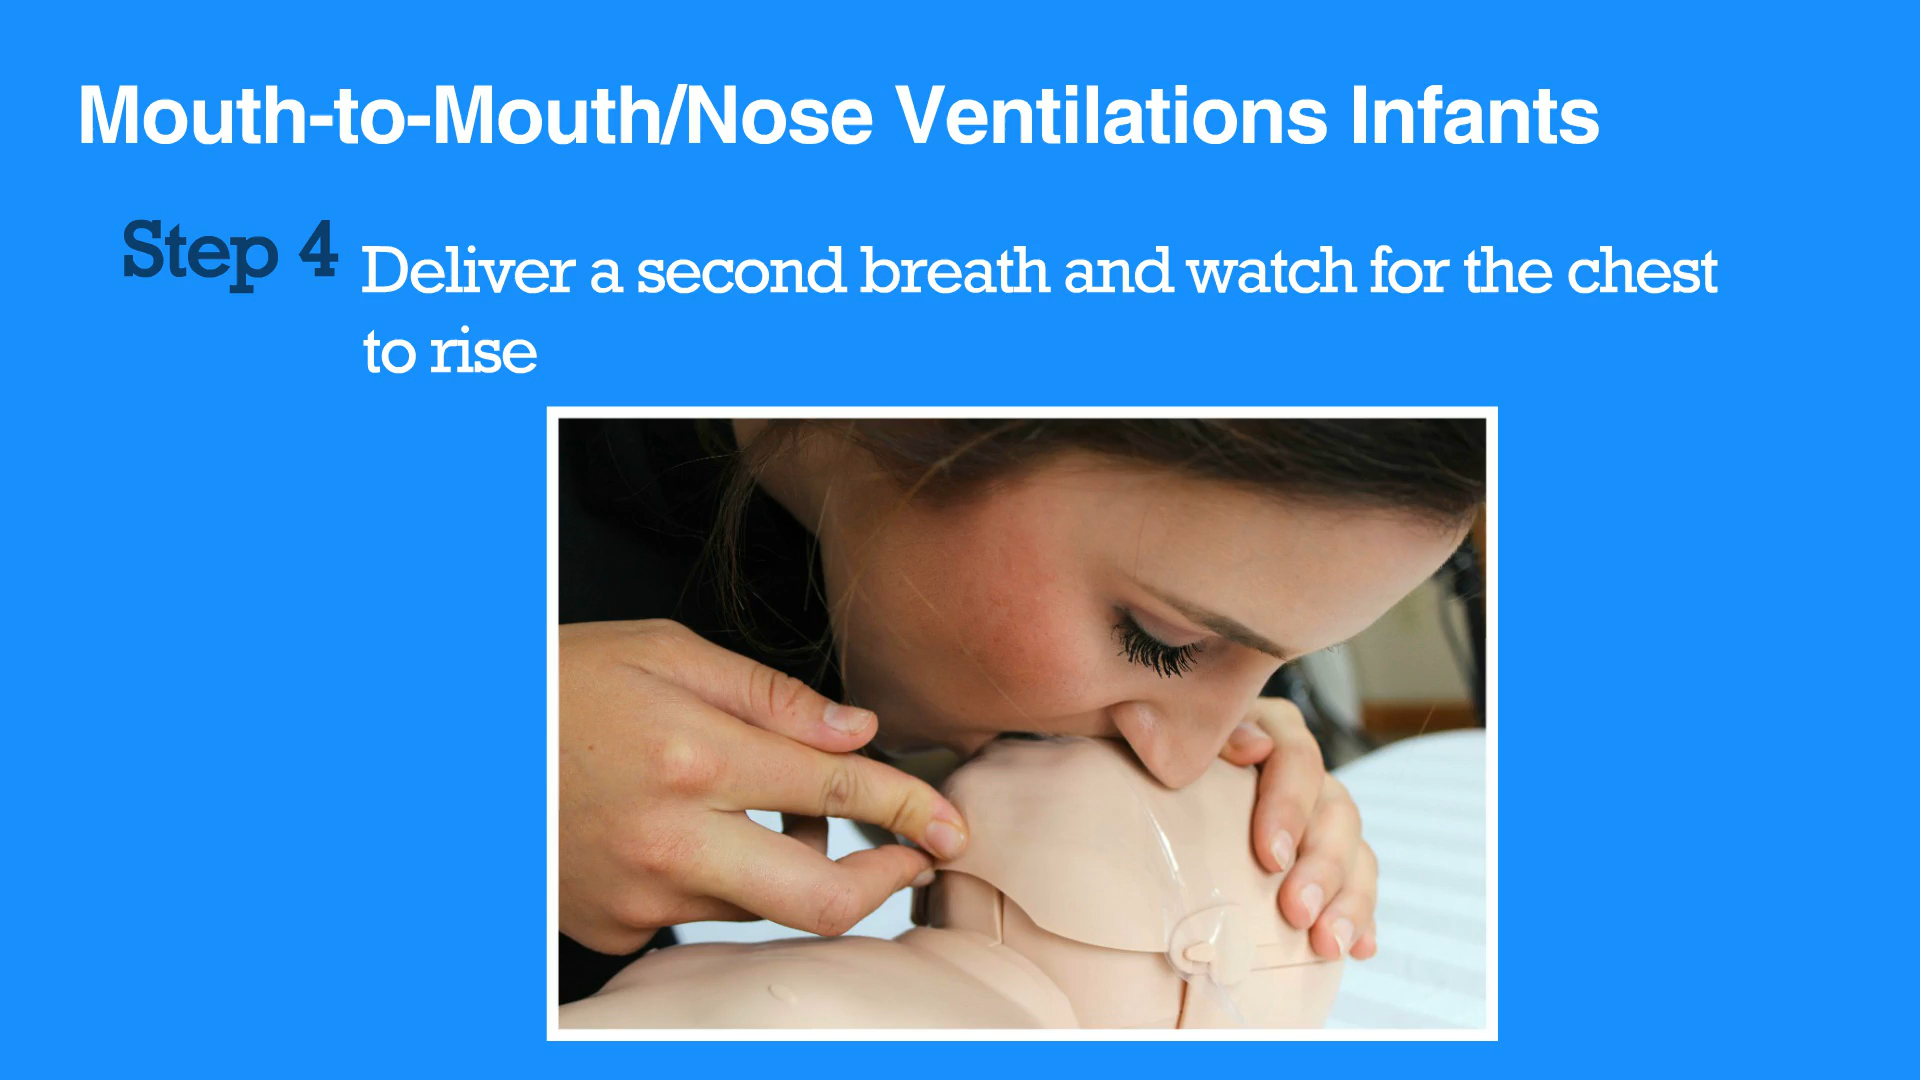 Mouth-to-Mouth/Nose Ventilations Infants
Step 4 Deliver a second breath and watch for the chest
to rise